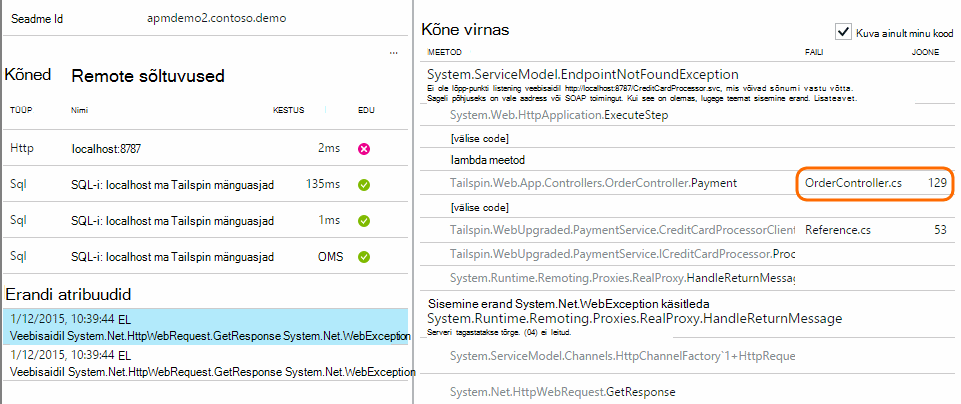 Seadme Id apmdemo2.contoso.demo
...
Kõned Remote sõltuvused
TÜÜP Nimi KESTUS EDU
Http localhost:8787 2ms
Sql SQL-i: localhost ma Tailspin mänguasjad 135ms
Sql SQL-i: localhost ma Tailspin mänguasjad 1ms
Sql SQL-i: localhost ma Tailspin mänguasjad OMS
Erandi atribuudid
1/12/2015, 10:39:44 EL
Veebisaidil System.Net.HttpWebRequest.GetResponse System.Net.WebException
1/12/2015, 10:39:44 EL
Veebisaidil System.Net.HttpWebRequest.GetResponse System.Net.WebException
Kõne virnas
Kuva ainult minu kood
MEETOD FAILI JOONE
System.ServiceModel.EndpointNotFoundException
Ei ole lõpp-punkti listening veebisaidil http://localhost:8787/CreditCardProcessor.svc, mis võivad sõnumi vastu võtta.
Sageli põhjuseks on vale aadress või SOAP toimingut. Kui see on olemas, lugege teemat sisemine erand. Lisateavet.
System.Web.HttpApplication.ExecuteStep
[välise code]
lambda meetod
Tailspin.Web.App.Controllers.OrderController.Payment OrderController.cs 129
[välise code]
Tailspin.WebUpgraded.PaymentService.CreditCardProcessorClient Reference.cs 53
Tailspin.WebUpgraded.PaymentService.ICreditCardProcessor.Proc
System.Runtime.Remoting.Proxies.RealProxy.HandleReturnMessage
Sisemine erand System.Net.WebException käsitleda
System.Runtime.Remoting.Proxies.RealProxy.HandleReturnMessage
Serveri tagastatakse tõrge. (04) ei leitud.
System.ServiceModel.Channels.HttpChannelFactory`1+HttpReque
System.Net.HttpWebRequest.GetResponse